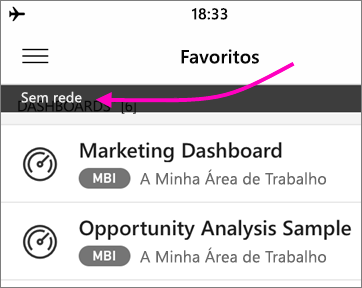 18:33
Favoritos
Sem rede
DASHBOARDS [6]
Marketing Dashboard
MBI A Minha Área de Trabalho
Opportunity Analysis Sample
MBI A Minha Área de Trabalho